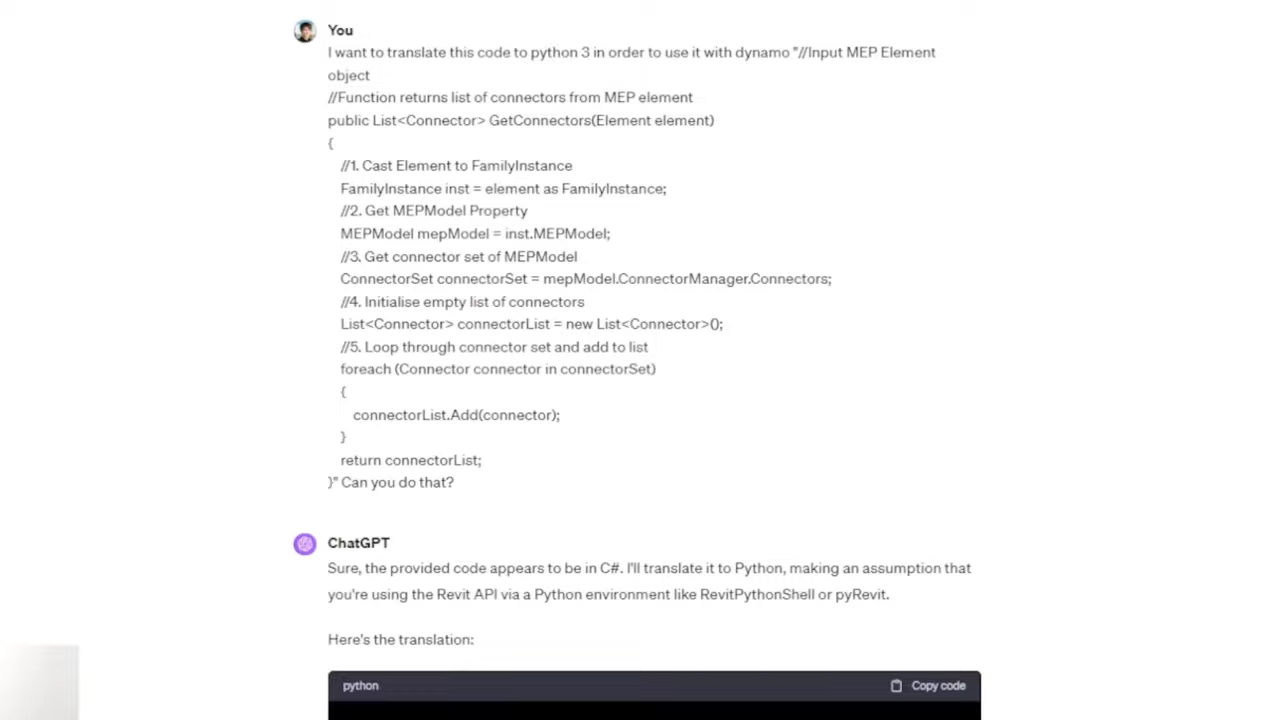 You
I want to translate this code to python 3 in order to use it with dynamo "//Input MEP Element
object
//Function returns list of connectors from MEP element
public List<Connector> GetConnectors(Element element)
{
//1. Cast Element to FamilyInstance
FamilyInstance inst = element as FamilyInstance;
//2. Get MEPModel Property
MEPModel mepModel = inst.MEPModel;
//3. Get connector set of MEPModel
ConnectorSet connectorSet = mepModel.ConnectorManager.Connectors;
//4. Initialise empty list of connectors
List<Connector> connectorList = new List<Connector>();
//5. Loop through connector set and add to list
foreach (Connector connector in connectorSet)
{
connectorList.Add(connector);
}
return connectorList;
}" Can you do that?
ChatGPT
Sure, the provided code appears to be in C#. I'll translate it to Python, making an assumption that
you're using the Revit API via a Python environment like RevitPythonShell or pyRevit.
Here's the translation:
python
Copy code